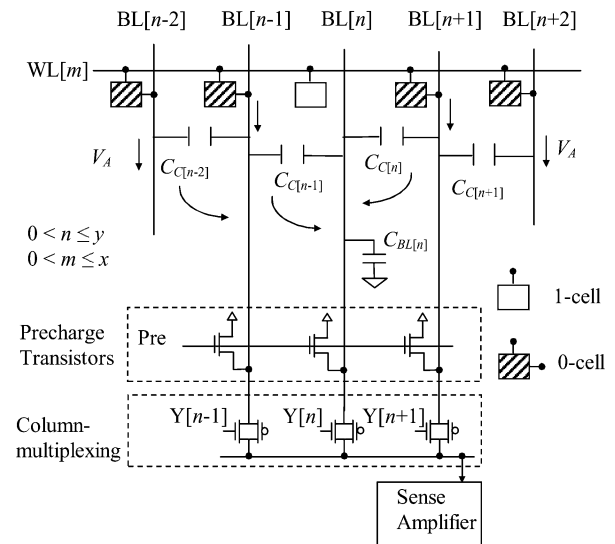 BL[n-2] BL[n-1] BL[n] BL[n+1] BL[n+2]
WL[m]
V_A V_A
C_C[n-2] C_C[n-1] C_C[n] C_C[n+1]
C_BL[n]
0 < n ≤ y
0 < m ≤ x
1-cell
0-cell
Precharge
Transistors
Pre
Column-
multiplexing
Y[n-1] Y[n] Y[n+1]
Sense
Amplifier